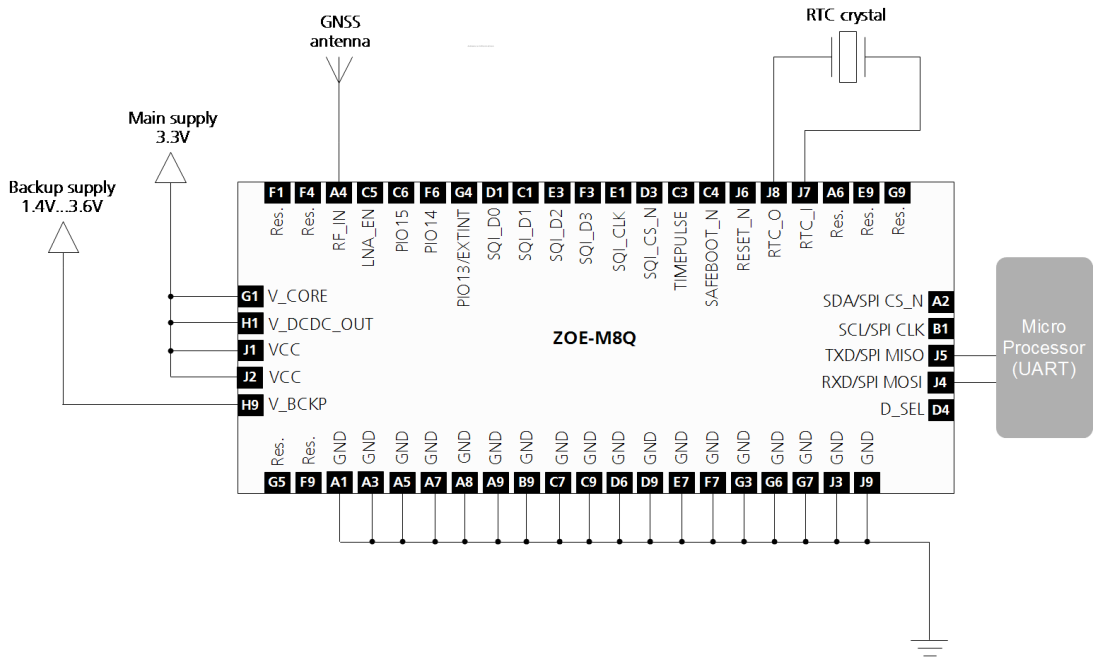 GNSS
antenna
RTC crystal
Main supply
3.3V
Backup supply
1.4V...3.6V
F1 F4 A4 C5 C6 F6 G4 D1 C1 E3 F3 E1 D3 C3 C4 J6 J8 J7 A6 E9 G9
Res. Res. RF_IN LNA_EN PIO15 PIO14 PIO13/EXTINT SQI_D0 SQI_D1 SQI_D2 SQI_D3 SQI_CLK SQI_CS_N TIMEPULSE SAFEBOOT_N RESET_N RTC_O RTC_I Res. Res. Res.
G1 V_CORE
H1 V_DCDC_OUT
J1 VCC
J2 VCC
H9 V_BCKP
ZOE-M8Q
SDA/SPI CS_N A2
SCL/SPI CLK B1
TXD/SPI MISO J5
RXD/SPI MOSI J4
D_SEL D4
Micro
Processor
(UART)
Res. Res. GND GND GND GND GND GND GND GND GND GND GND GND GND GND GND GND GND GND
G5 F9 A1 A3 A5 A7 A8 A9 B9 C7 C9 D6 D9 E7 F7 G3 G6 G7 J3 J9